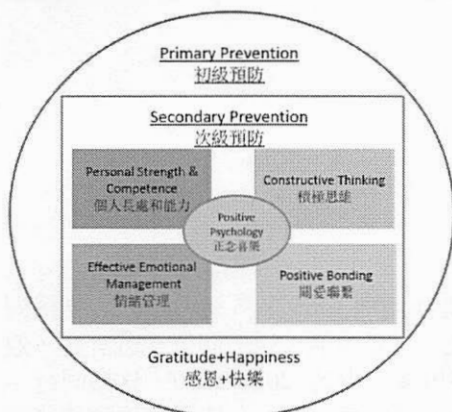 Primary Prevention
初級預防
Secondary Prevention
次級預防
Personal Strength &
Competence
個人長處和能力
Constructive Thinking
積極思維
Positive
Psychology
正念喜樂
Effective Emotional
Management
情緒管理
Positive Bonding
關愛聯繫
Gratitude+Happiness
感恩+快樂